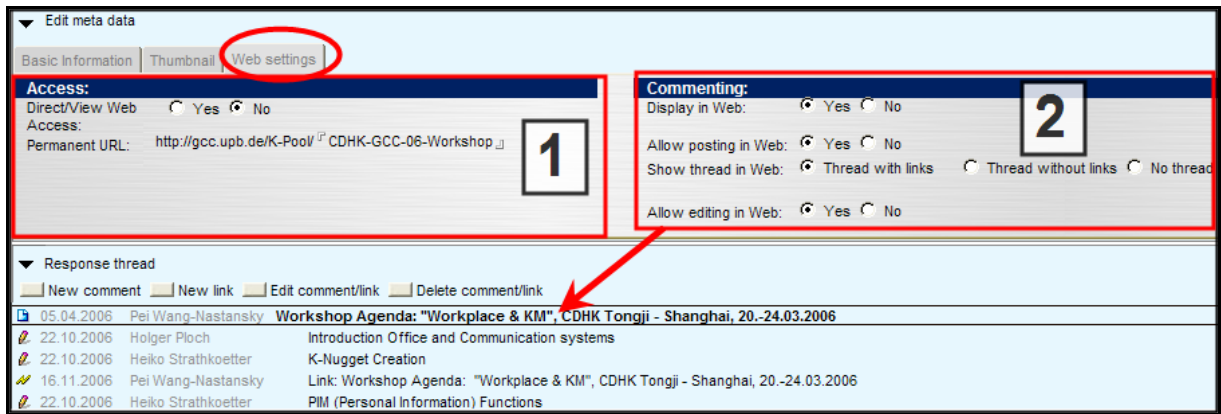 Edit meta data
Basic Information Thumbnail Web settings
Access:
Direct/View Web Access: Yes No
Permanent URL: http://gcc.upb.de/K-Pool/ CDHK-GCC-06-Workshop
1
Commenting:
Display in Web: Yes No
2
Allow posting in Web: Yes No
Show thread in Web: Thread with links Thread without links No thread
Allow editing in Web: Yes No
Response thread
New comment New link Edit comment/link Delete comment/link
05.04.2006 Pei Wang-Nastansky Workshop Agenda: "Workplace & KM", CDHK Tongji - Shanghai, 20.-24.03.2006
22.10.2006 Holger Ploch Introduction Office and Communication systems
22.10.2006 Heiko Strathkoetter K-Nugget Creation
16.11.2006 Pei Wang-Nastansky Link: Workshop Agenda: "Workplace & KM", CDHK Tongji - Shanghai, 20.-24.03.2006
22.10.2006 Heiko Strathkoetter PIM (Personal Information) Functions